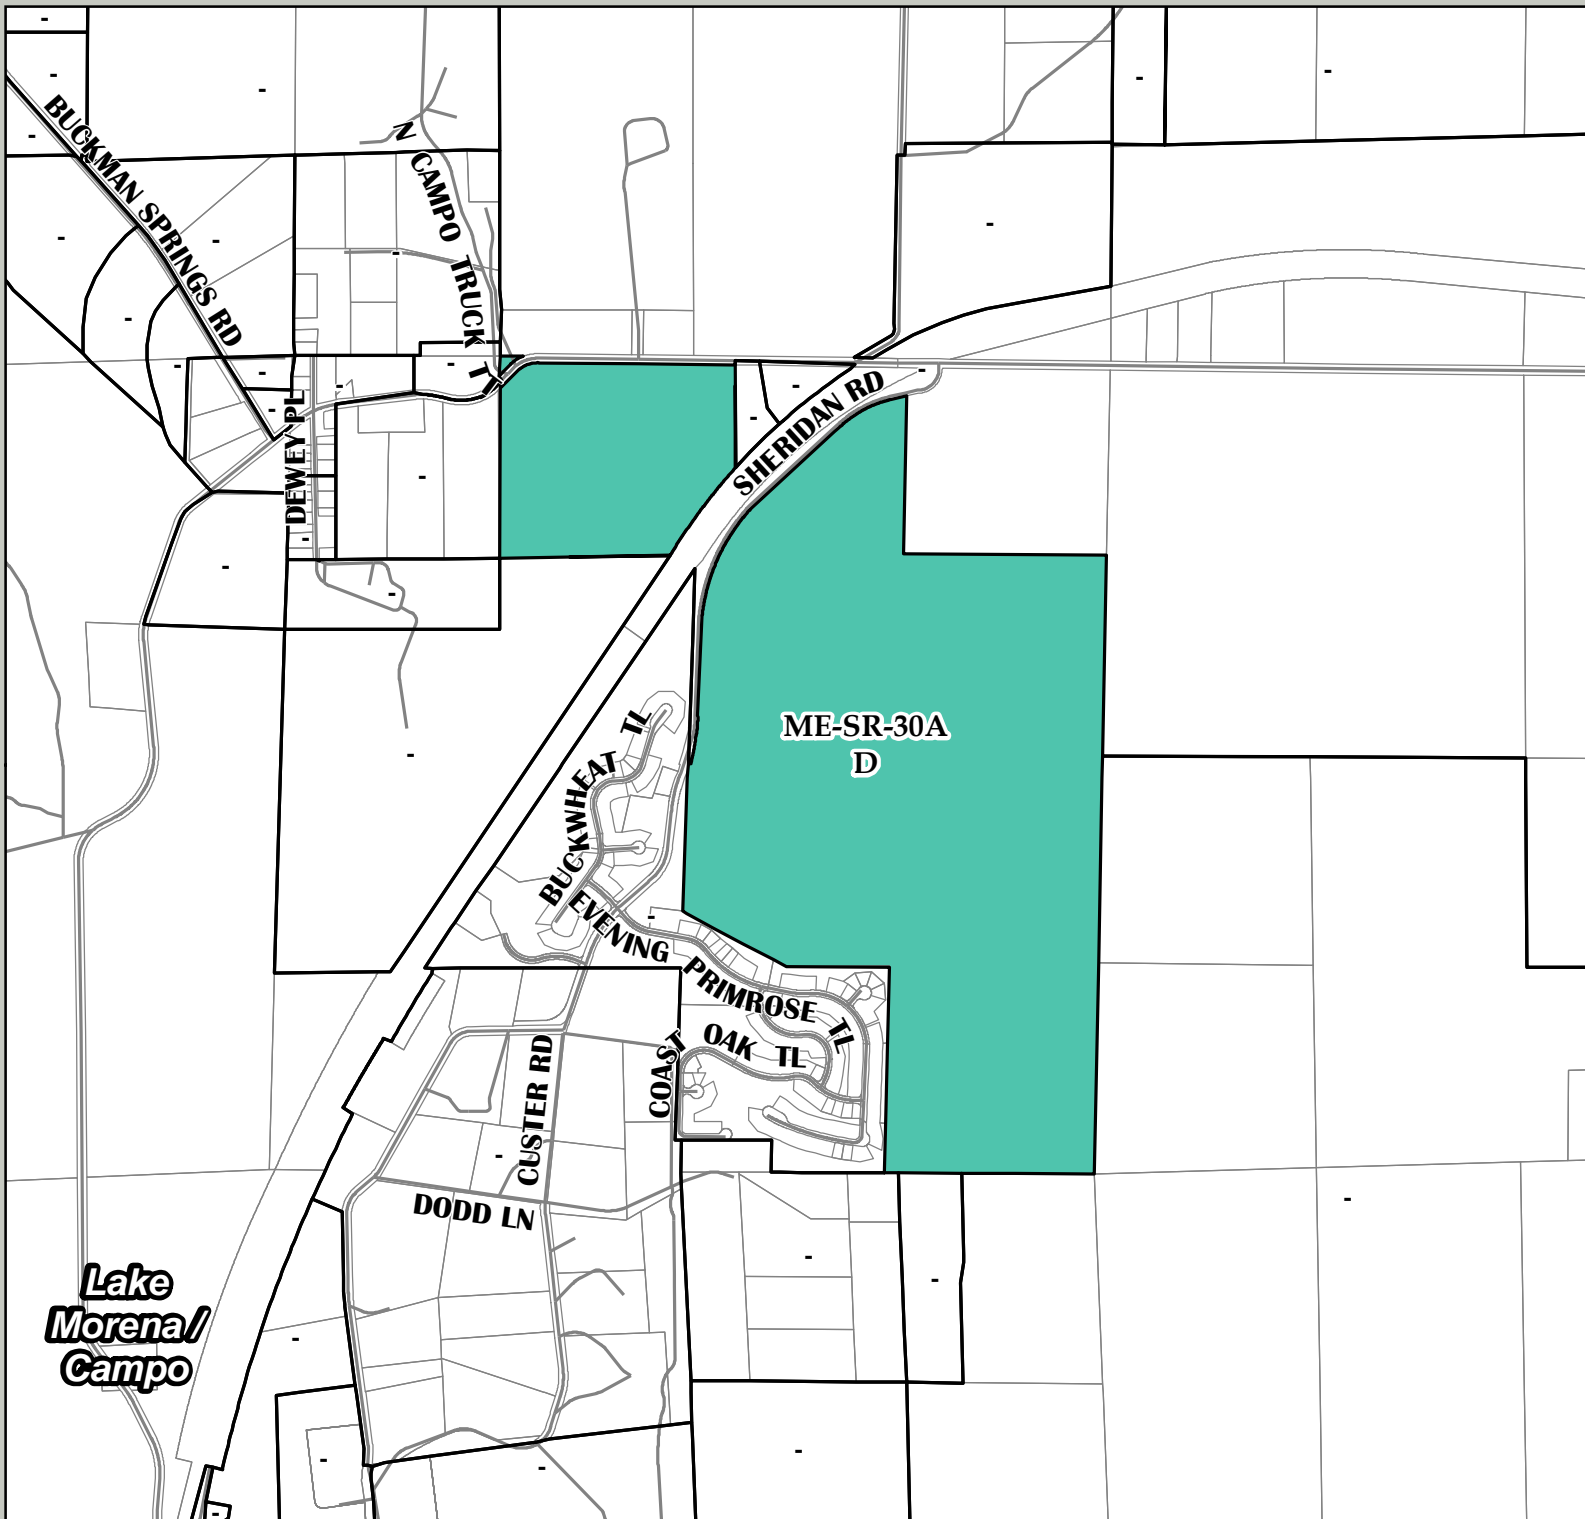 BUCKMAN SPRINGS RD
N CAMPO TRUCK TL
DEWEY PL
SHERIDAN RD
ME-SR-30A
D
BUCKWHEAT TL
EVENING PRIMROSE TL
COAST OAK TL
CUSTER RD
DODD LN
Lake
Morena /
Campo